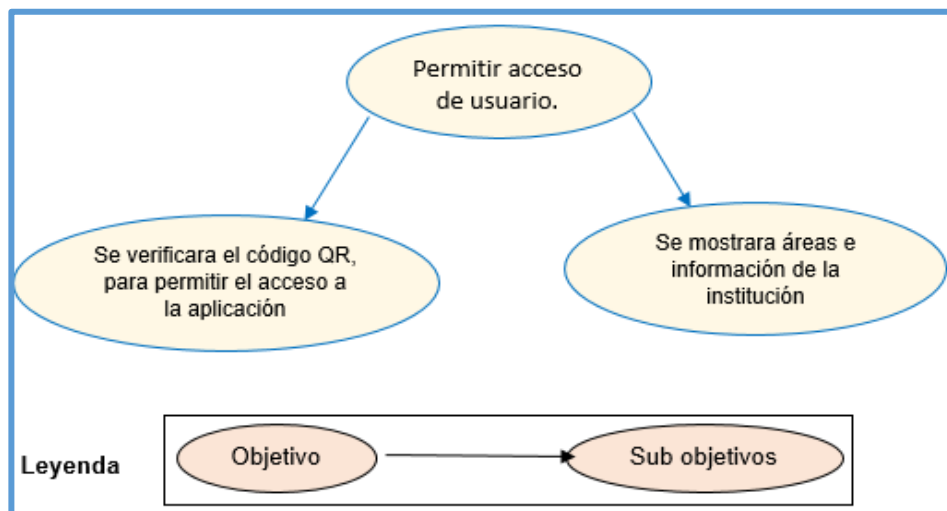 Permitir acceso
de usuario.
Se verificara el código QR,
para permitir el acceso a
la aplicación
Se mostrara áreas e
información de la
institución
Leyenda
Objetivo
Sub objetivos